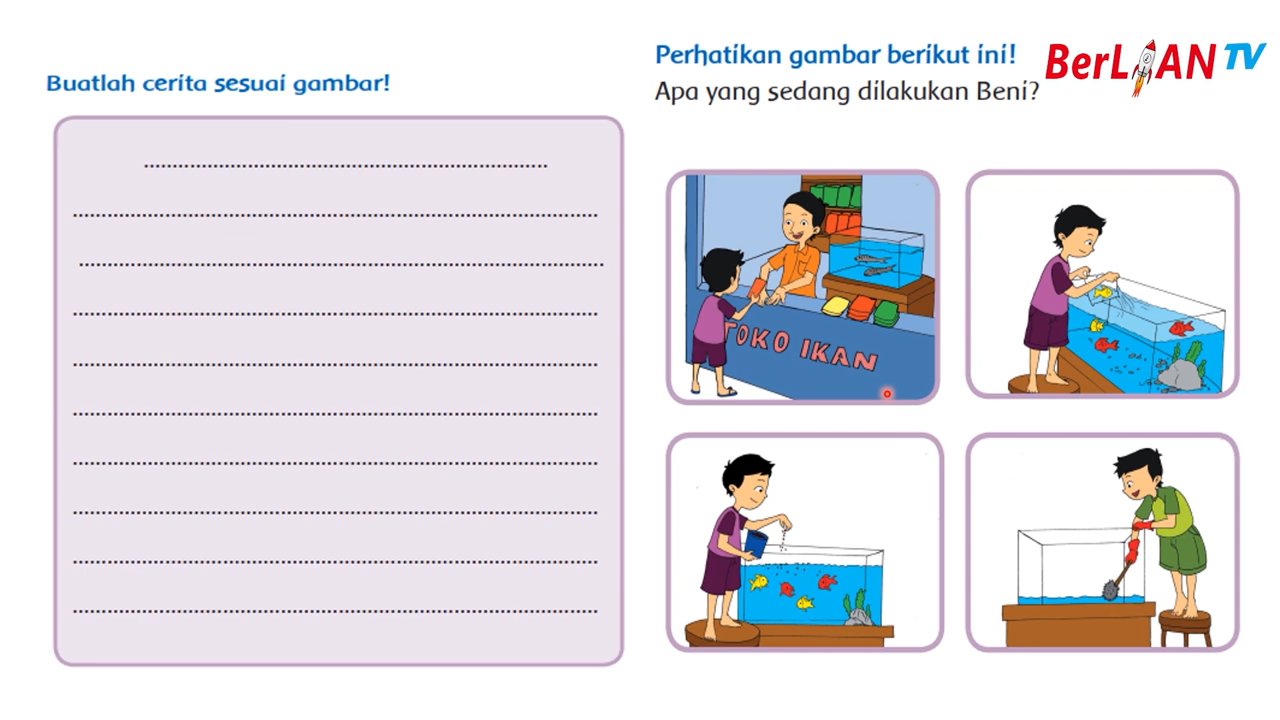 Buatlah cerita sesuai gambar!
Perhatikan gambar berikut ini!
Apa yang sedang dilakukan Beni?
BerLIAN TV
TOKO IKAN